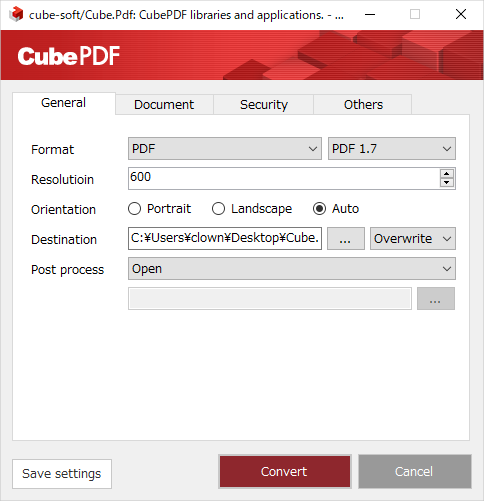 cube-soft/Cube.Pdf: CubePDF libraries and applications. - ...
CubePDF
General Document Security Others
Format PDF PDF 1.7
Resolutioin 600
Orientation Portrait Landscape Auto
Destination C:¥Users¥clown¥Desktop¥Cube. ... Overwrite
Post process Open
...
Save settings Convert Cancel